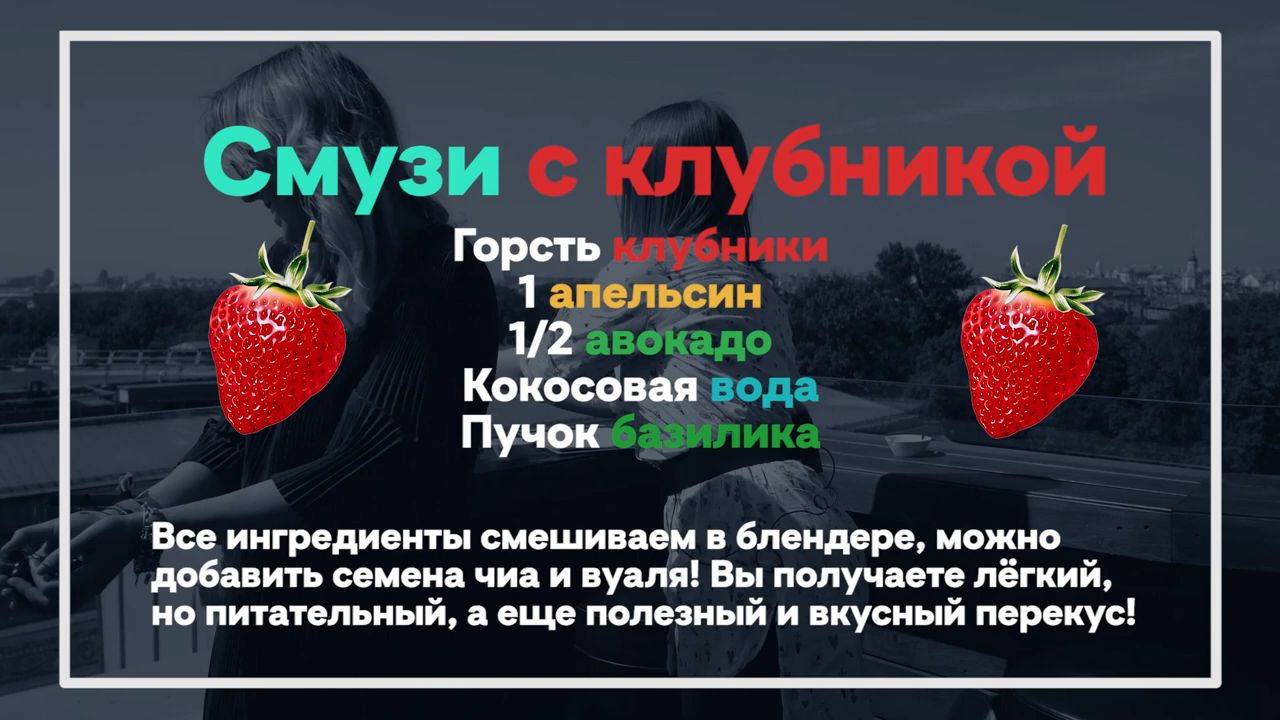 Смузи с клубникой
Горсть клубники
1 апельсин
1/2 авокадо
Кокосовая вода
Пучок базилика
Все ингредиенты смешиваем в блендере, можно
добавить семена чиа и вуаля! Вы получаете лёгкий,
но питательный, а еще полезный и вкусный перекус!